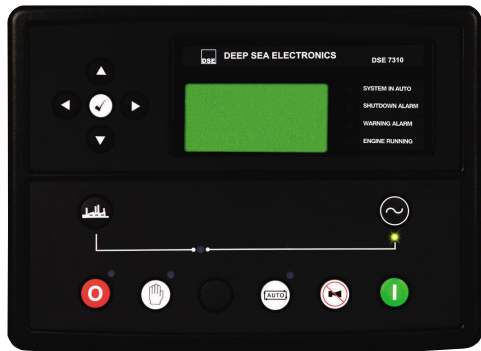 DSE
DEEP SEA ELECTRONICS
DSE 7310
SYSTEM IN AUTO
SHUTDOWN ALARM
WARNING ALARM
ENGINE RUNNING
O
AUTO
I